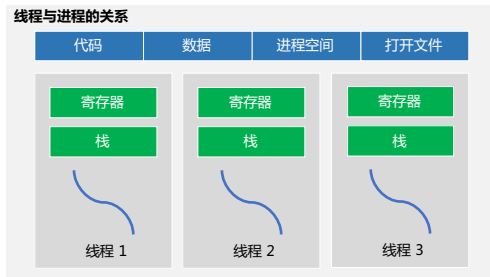 线程与进程的关系
代码 数据 进程空间 打开文件
寄存器 寄存器 寄存器
栈 栈 栈
线程 1 线程 2 线程 3